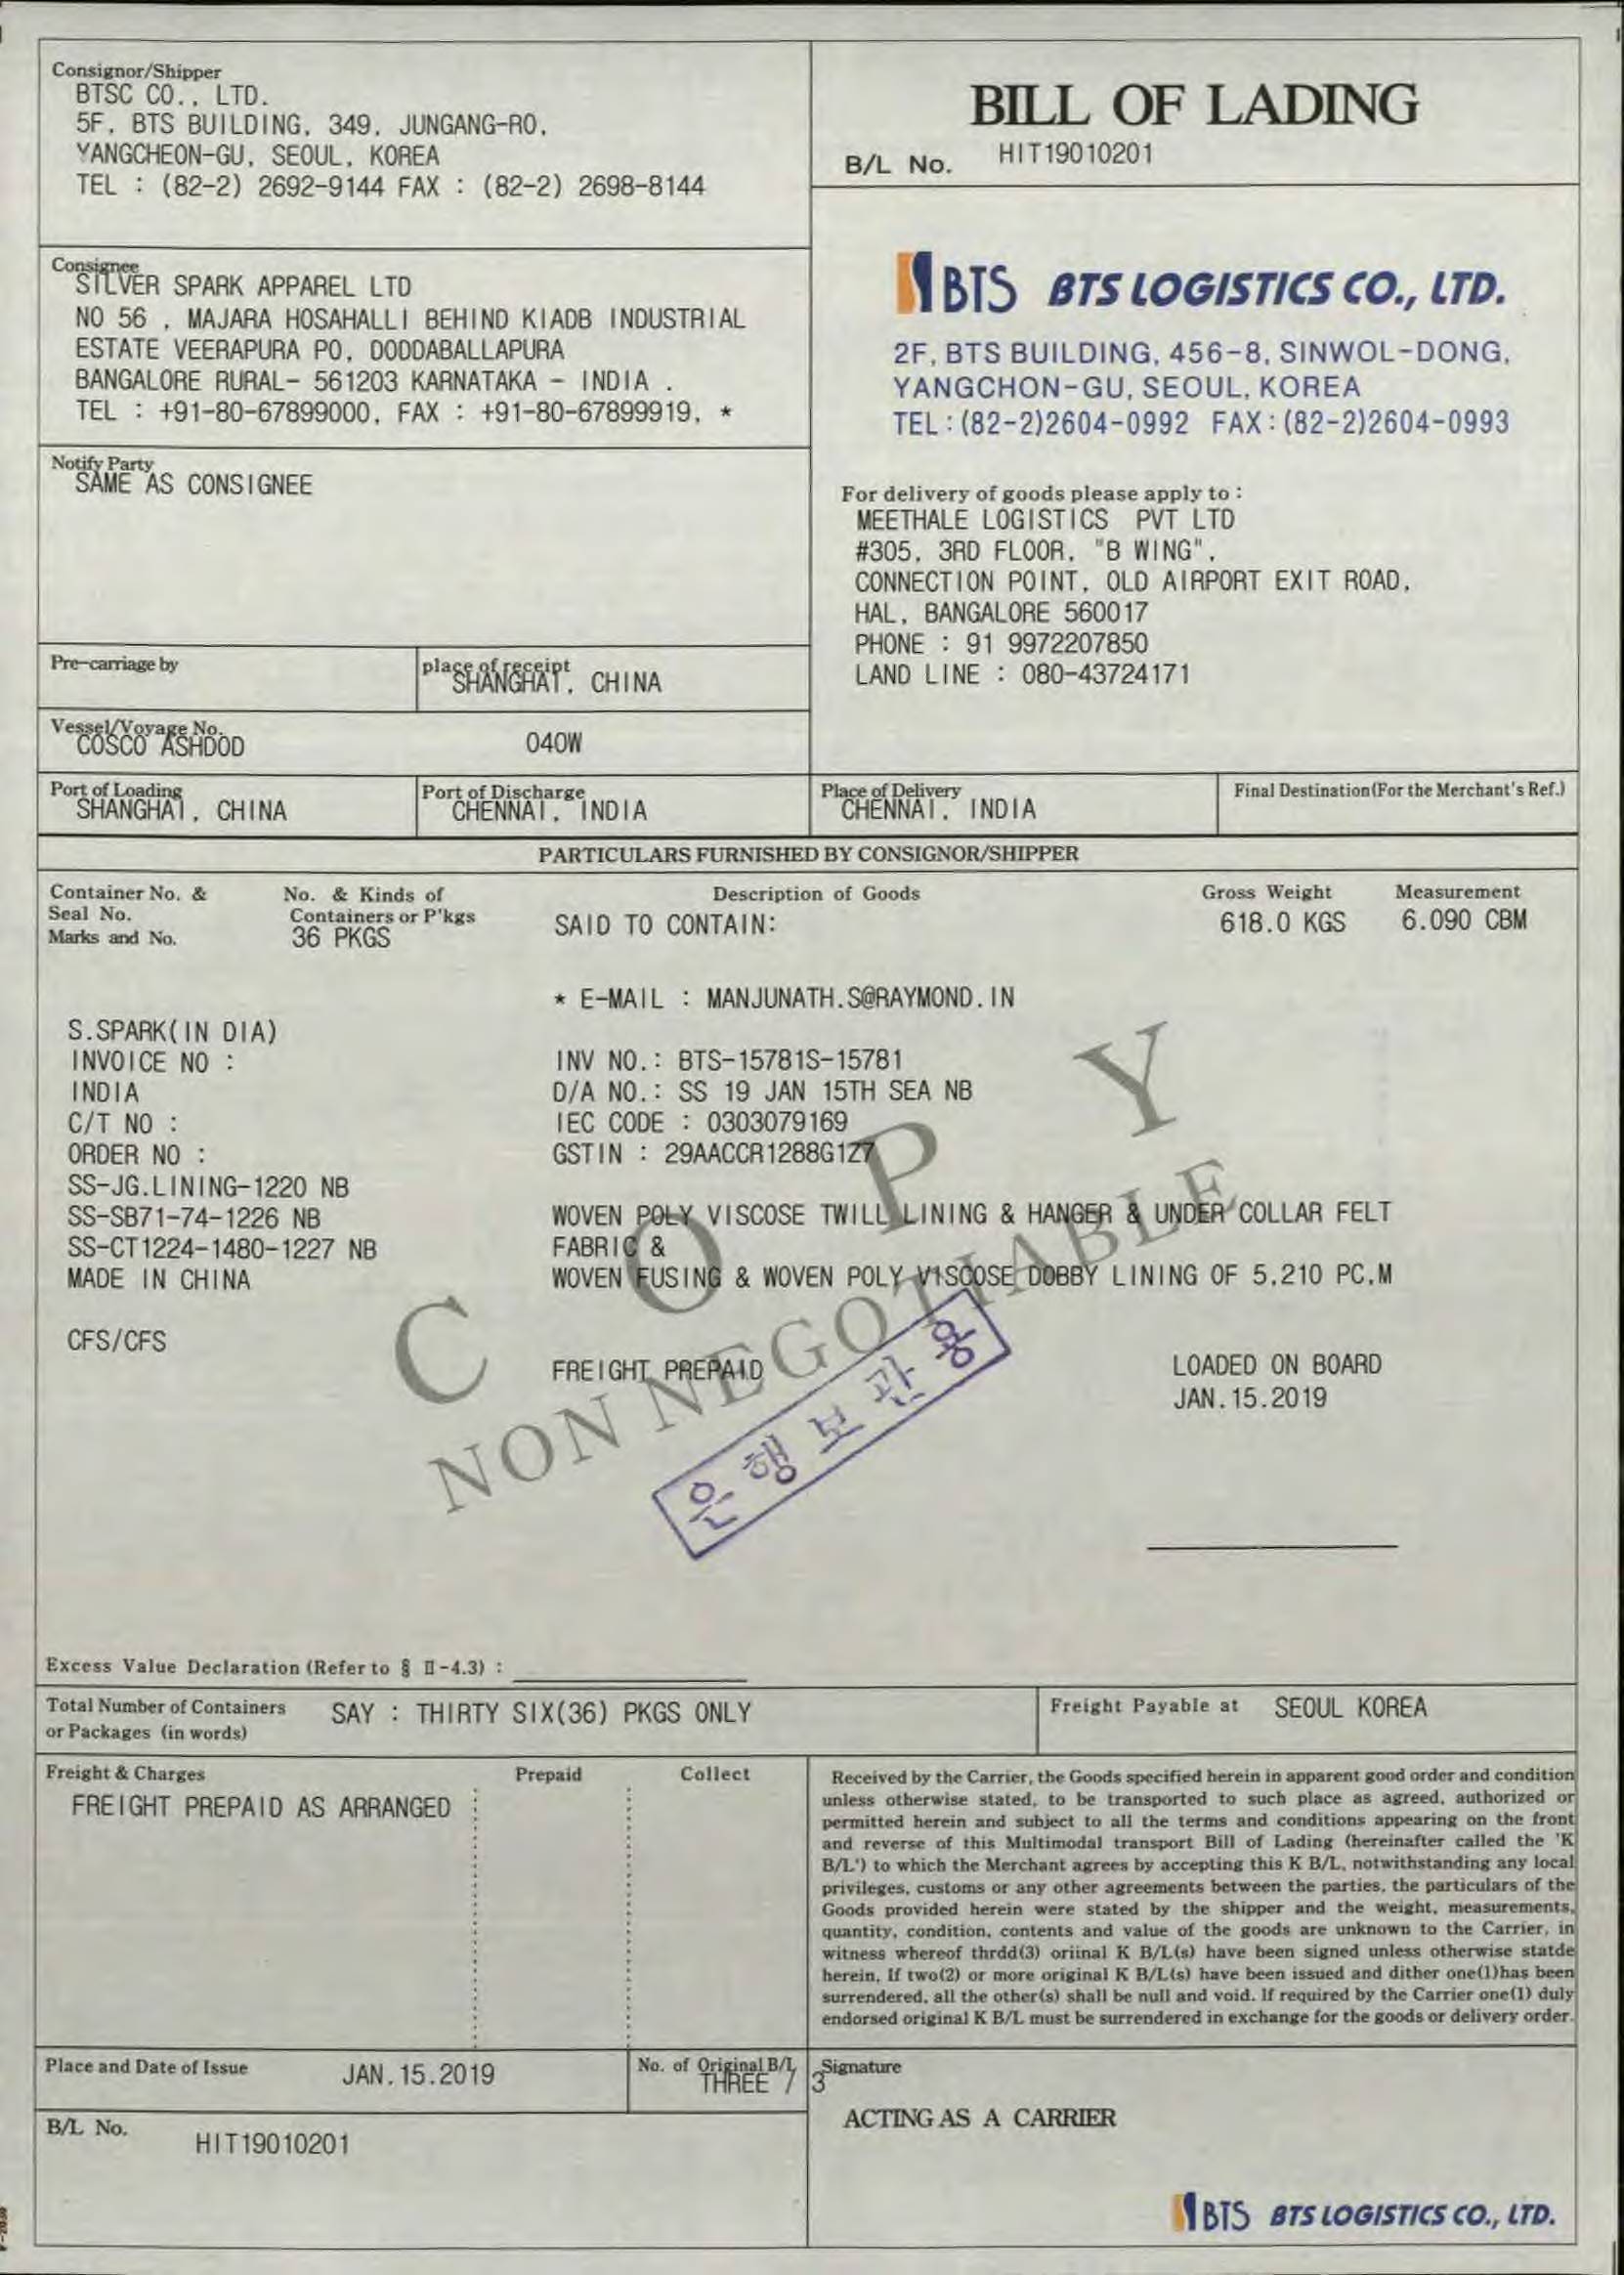 Consignor/Shipper
BTSC CO., LTD.
5F, BTS BUILDING, 349, JUNGANG-RO,
YANGCHEON-GU, SEOUL, KOREA
TEL : (82-2) 2692-9144 FAX : (82-2) 2698-8144
BILL OF LADING
B/L No. HIT19010201
Consignee
SILVER SPARK APPAREL LTD
NO 56 , MAJARA HOSAHALLI BEHIND KIADB INDUSTRIAL
ESTATE VEERAPURA PO, DODDABALLAPURA
BANGALORE RURAL- 561203 KARNATAKA - INDIA .
TEL : +91-80-67899000, FAX : +91-80-67899919, *
BTS BTS LOGISTICS CO., LTD.
2F, BTS BUILDING, 456-8, SINWOL-DONG,
YANGCHON-GU, SEOUL, KOREA
TEL : (82-2)2604-0992 FAX : (82-2)2604-0993
Notify Party
SAME AS CONSIGNEE
For delivery of goods please apply to :
MEETHALE LOGISTICS PVT LTD
#305, 3RD FLOOR, "B WING",
CONNECTION POINT, OLD AIRPORT EXIT ROAD,
HAL, BANGALORE 560017
PHONE : 91 9972207850
LAND LINE : 080-43724171
Pre-carriage by
place of receipt
SHANGHAI, CHINA
Vessel/Voyage No.
COSCO ASHDOD 040W
Port of Loading
SHANGHAI, CHINA
Port of Discharge
CHENNAI, INDIA
Place of Delivery
CHENNAI, INDIA
Final Destination(For the Merchant's Ref.)
PARTICULARS FURNISHED BY CONSIGNOR/SHIPPER
Container No. &
Seal No.
Marks and No.
No. & Kinds of
Containers or P'kgs
36 PKGS
Description of Goods
SAID TO CONTAIN:
Gross Weight
618.0 KGS
Measurement
6.090 CBM
* E-MAIL : MANJUNATH.S@RAYMOND.IN
S.SPARK(IN DIA)
INVOICE NO :
INDIA
C/T NO :
ORDER NO :
SS-JG.LINING-1220 NB
SS-SB71-74-1226 NB
SS-CT1224-1480-1227 NB
MADE IN CHINA
CFS/CFS
INV NO.: BTS-15781S-15781
D/A NO.: SS 19 JAN 15TH SEA NB
IEC CODE : 0303079169
GSTIN : 29AACCR1288G1Z7
WOVEN POLY VISCOSE TWILL LINING & HANGER & UNDER COLLAR FELT
FABRIC &
WOVEN FUSING & WOVEN POLY VISCOSE DOBBY LINING OF 5,210 PC,M
FREIGHT PREPAID
LOADED ON BOARD
JAN.15.2019
COPY
NON NEGOTIABLE
은행보관용
Excess Value Declaration (Refer to § Ⅱ-4.3) :
Total Number of Containers
or Packages (in words)
SAY : THIRTY SIX(36) PKGS ONLY
Freight Payable at SEOUL KOREA
Freight & Charges Prepaid Collect
FREIGHT PREPAID AS ARRANGED
Received by the Carrier, the Goods specified herein in apparent good order and condition
unless otherwise stated, to be transported to such place as agreed, authorized or
permitted herein and subject to all the terms and conditions appearing on the front
and reverse of this Multimodal transport Bill of Lading (hereinafter called the 'K
B/L') to which the Merchant agrees by accepting this K B/L, notwithstanding any local
privileges, customs or any other agreements between the parties, the particulars of the
Goods provided herein were stated by the shipper and the weight, measurements,
quantity, condition, contents and value of the goods are unknown to the Carrier, in
witness whereof thrdd(3) oriinal K B/L(s) have been signed unless otherwise statde
herein, If two(2) or more original K B/L(s) have been issued and dither one(1)has been
surrendered, all the other(s) shall be null and void. If required by the Carrier one(1) duly
endorsed original K B/L must be surrendered in exchange for the goods or delivery order.
Place and Date of Issue JAN.15.2019
No. of Original B/L
THREE / 3
Signature
ACTING AS A CARRIER
B/L No.
HIT19010201
BTS BTS LOGISTICS CO., LTD.